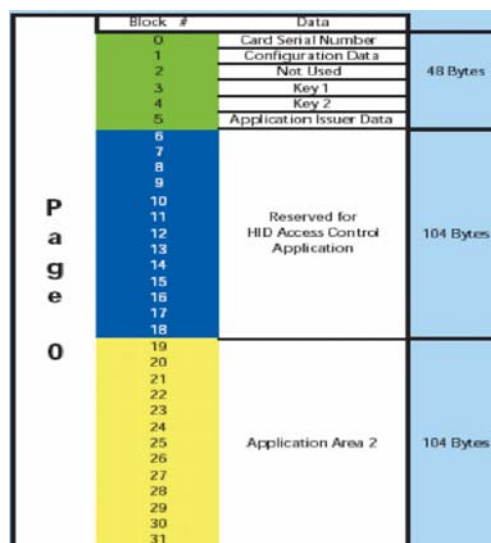 Block # Data
0 Card Serial Number
1 Configuration Data
2 Not Used
3 Key 1
4 Key 2
5 Application Issuer Data
48 Bytes
6
7
8
9
10
11
12
13
14
15
16
17
18
Reserved for
HID Access Control
Application
104 Bytes
19
20
21
22
23
24
25
26
27
28
29
30
31
Application Area 2
104 Bytes
Page 0